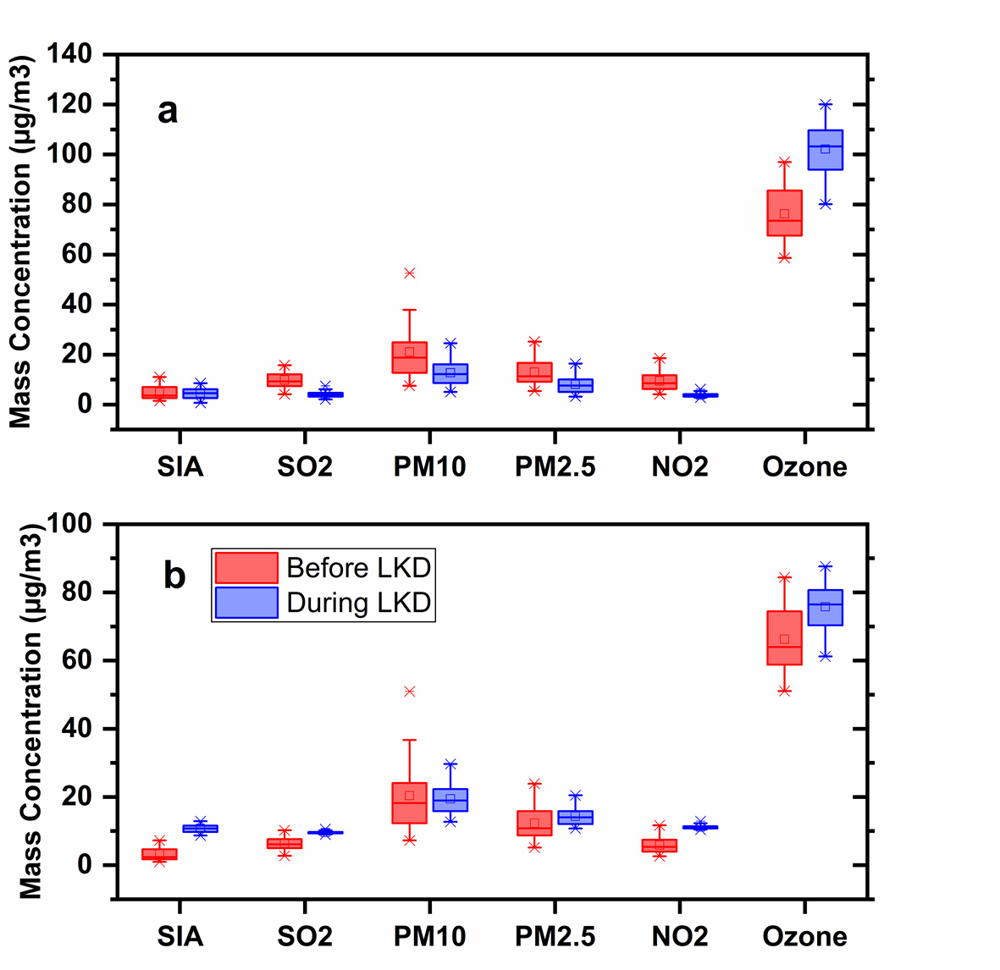 Mass Concentration (µg/m3)
140
120
100
80
60
40
20
0
a
SIA SO2 PM10 PM2.5 NO2 Ozone
Mass Concentration (µg/m3)
100
80
60
40
20
0
b
Before LKD
During LKD
SIA SO2 PM10 PM2.5 NO2 Ozone